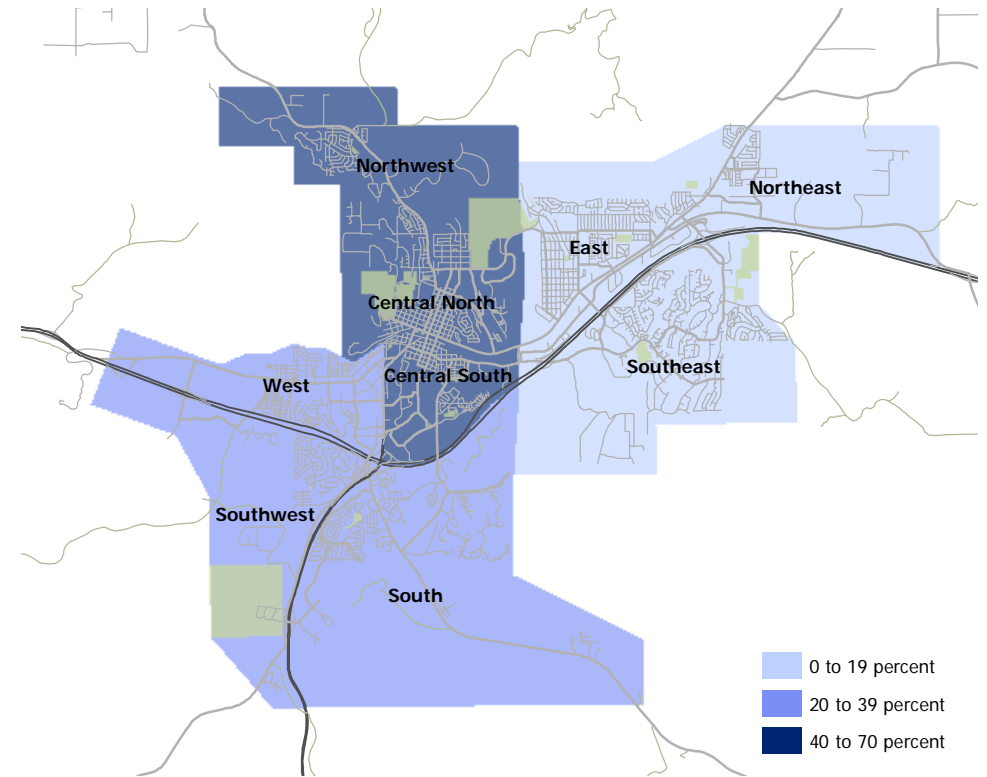 Northwest
Northeast
East
Central North
Southeast
Central South
West
Southwest
South
0 to 19 percent
20 to 39 percent
40 to 70 percent